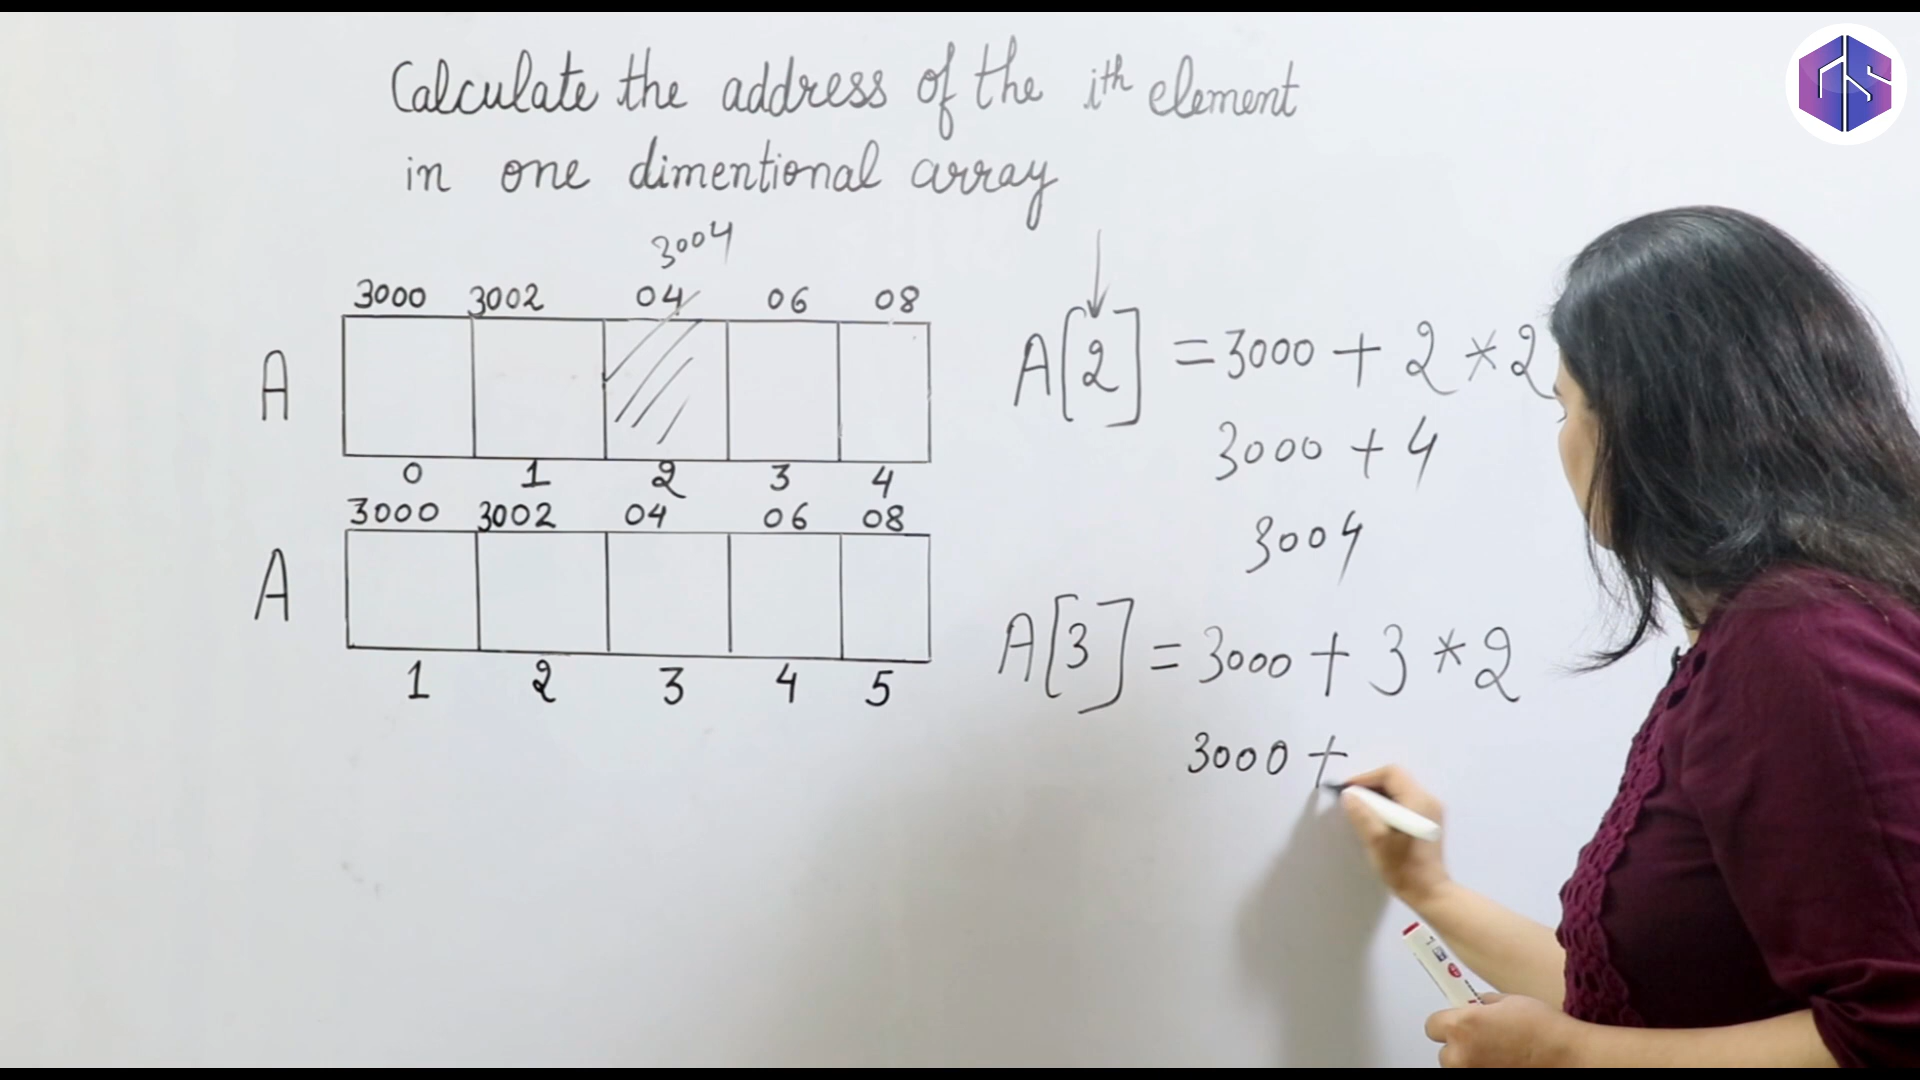 Calculate the address of the ith element
in one dimentional array
3004
3000 3002 04 06 08
A
0 1 2 3 4
3000 3002 04 06 08
A
1 2 3 4 5
A[2] = 3000 + 2 * 2
3000 + 4
3004
A[3] = 3000 + 3 * 2
3000 +